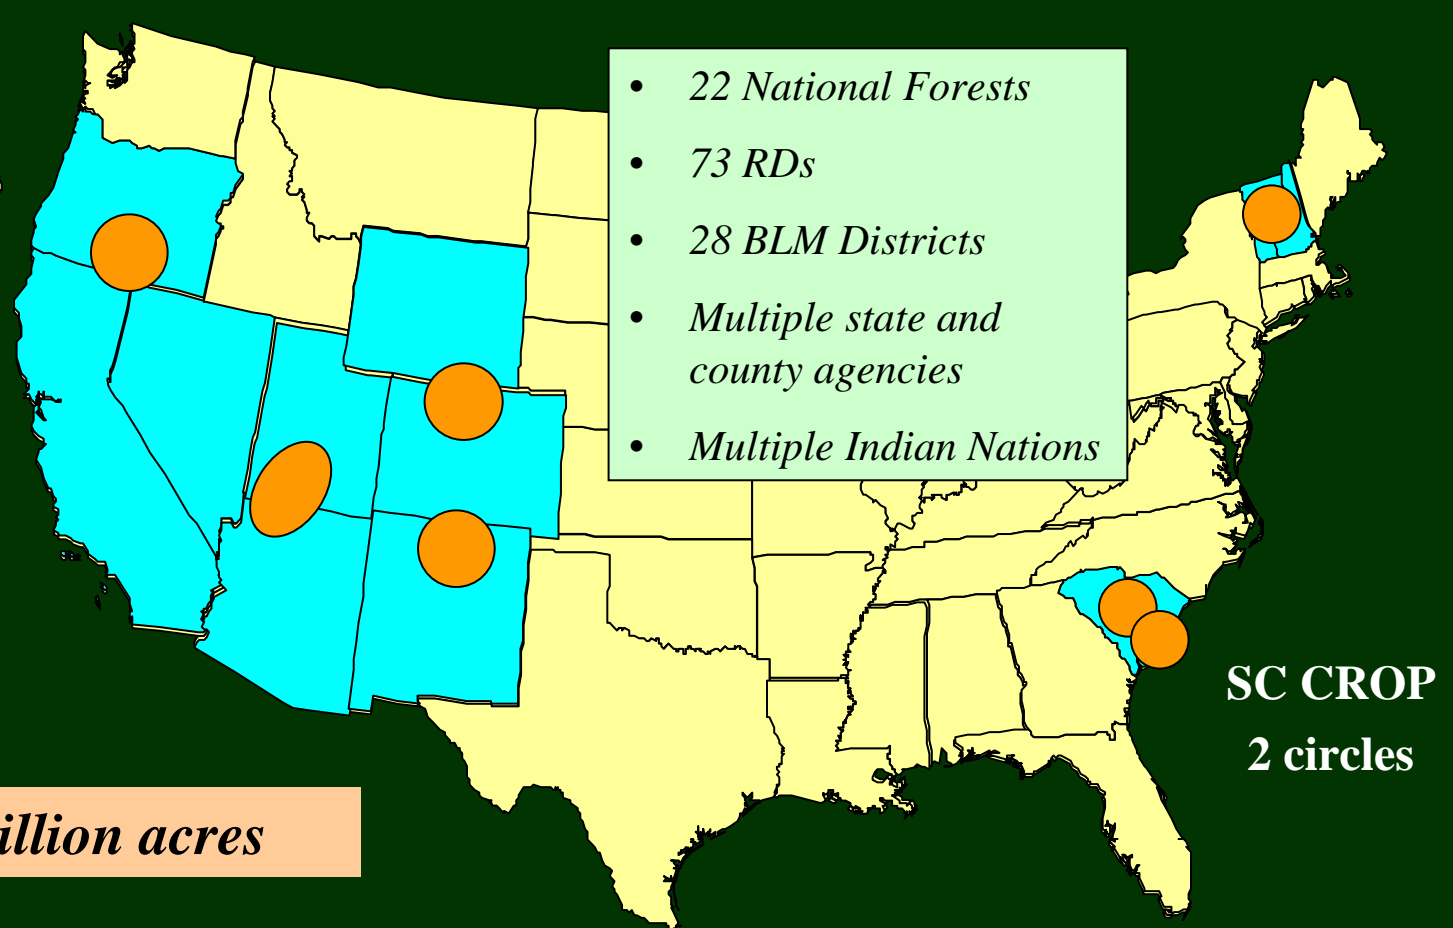 • 22 National Forests
• 73 RDs
• 28 BLM Districts
• Multiple state and
county agencies
• Multiple Indian Nations
SC CROP
2 circles
illion acres